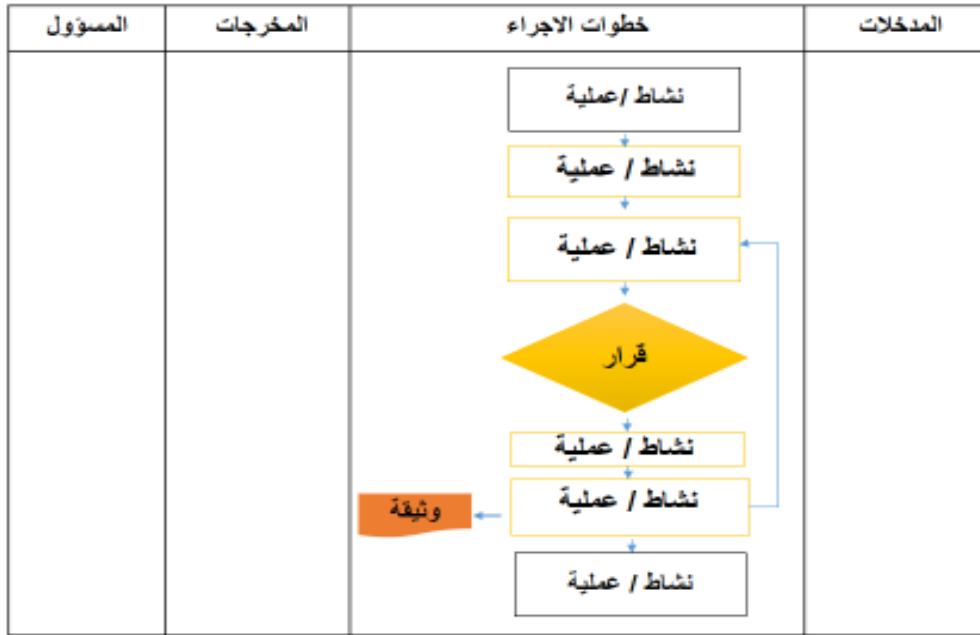 المدخلات
خطوات الاجراء
المخرجات
المسؤول
نشاط /عملية
نشاط / عملية
نشاط / عملية
قرار
نشاط / عملية
نشاط / عملية
وثيقة
نشاط / عملية